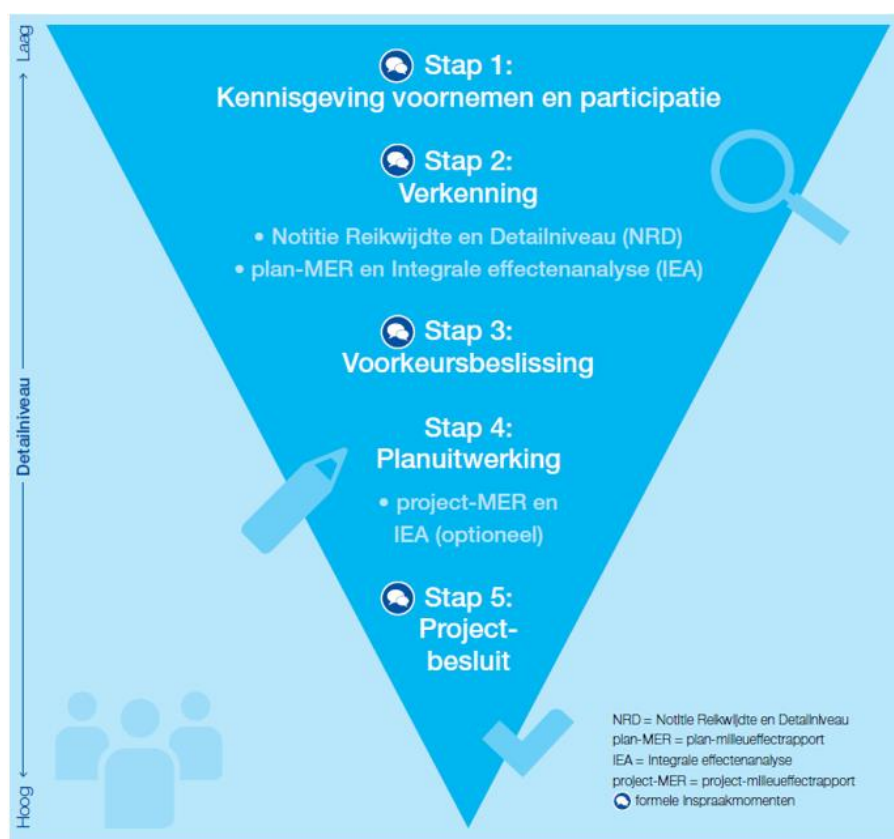 Laag
Detailniveau
Hoog
Stap 1:
Kennisgeving voornemen en participatie
Stap 2:
Verkenning
• Notitie Reikwijdte en Detailniveau (NRD)
• plan-MER en Integrale effectenanalyse (IEA)
Stap 3:
Voorkeursbeslissing
Stap 4:
Planuitwerking
• project-MER en
IEA (optioneel)
Stap 5:
Project-
besluit
NRD = Notitie Reikwijdte en Detailniveau
plan-MER = plan-milieueffectrapport
IEA = Integrale effectenanalyse
project-MER = project-milieueffectrapport
formele inspraakmomenten